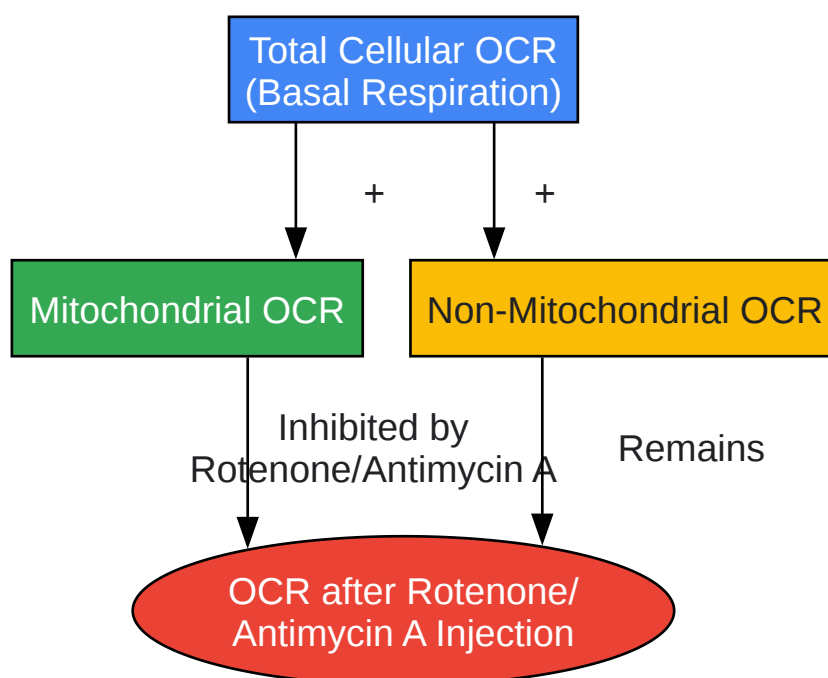 Total Cellular OCR
(Basal Respiration)
+
+
Mitochondrial OCR
Non-Mitochondrial OCR
Inhibited by
Rotenone/Antimycin A
Remains
OCR after Rotenone/
Antimycin A Injection